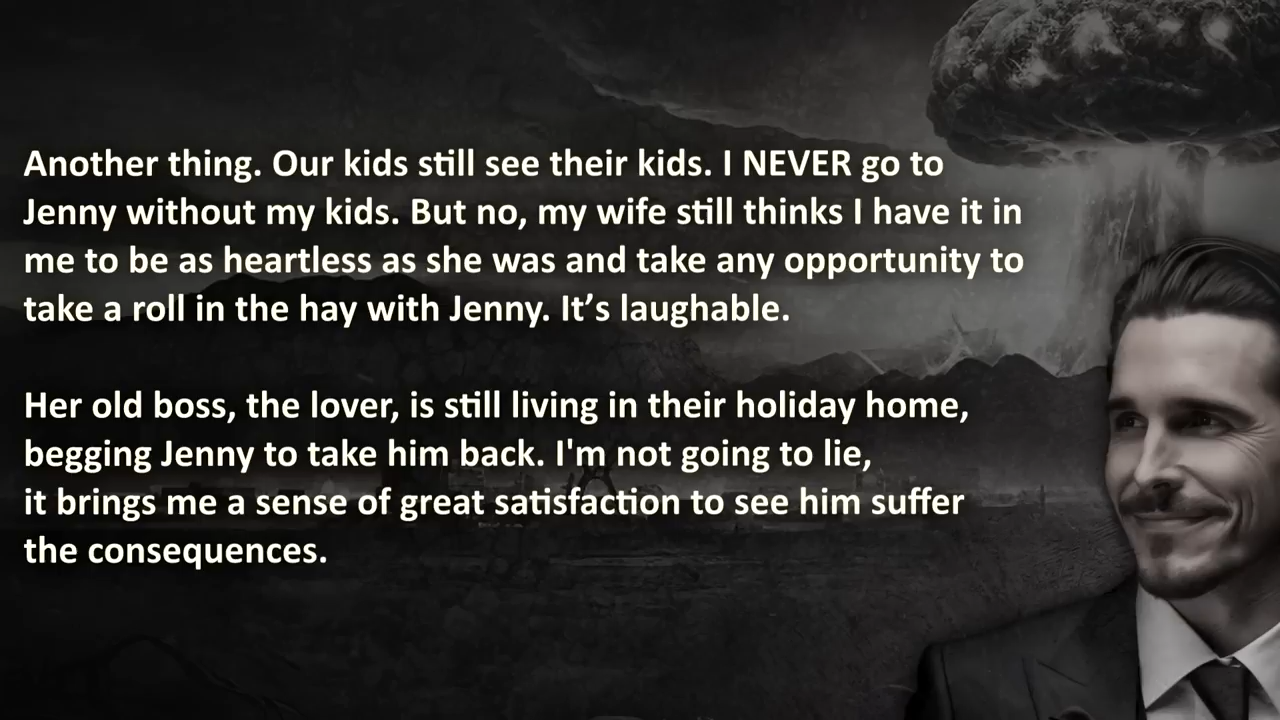 Another thing. Our kids still see their kids. I NEVER go to
Jenny without my kids. But no, my wife still thinks I have it in
me to be as heartless as she was and take any opportunity to
take a roll in the hay with Jenny. It’s laughable.
Her old boss, the lover, is still living in their holiday home,
begging Jenny to take him back. I'm not going to lie,
it brings me a sense of great satisfaction to see him suffer
the consequences.